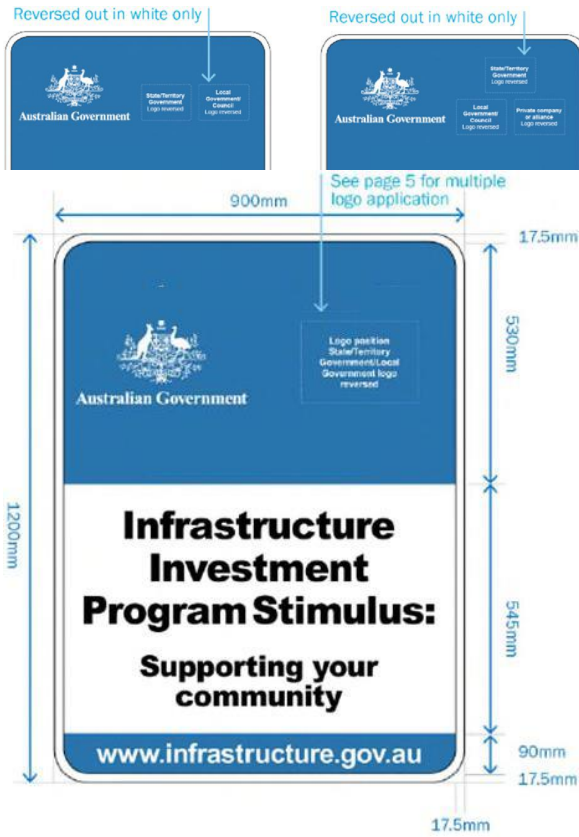 Reversed out in white only
Australian Government
State/Territory
Government
Logo reversed
Local
Government/
Council
Logo reversed
Reversed out in white only
Australian Government
State/Territory
Government
Logo reversed
Local
Government/
Council
Logo reversed
Private company
or alliance
Logo reversed
See page 5 for multiple
logo application
900mm
17.5mm
530mm
Logo position
State/Territory
Government/Local
Government logo
reversed
Australian Government
1200mm
Infrastructure
Investment
Program Stimulus:
Supporting your
community
545mm
www.infrastructure.gov.au
90mm
17.5mm
17.5mm